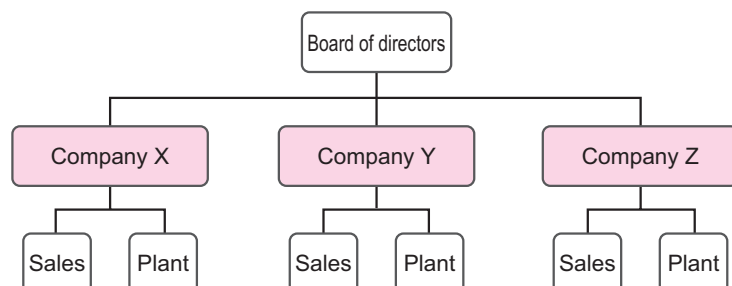 Board of directors
Company X
Company Y
Company Z
Sales
Plant
Sales
Plant
Sales
Plant